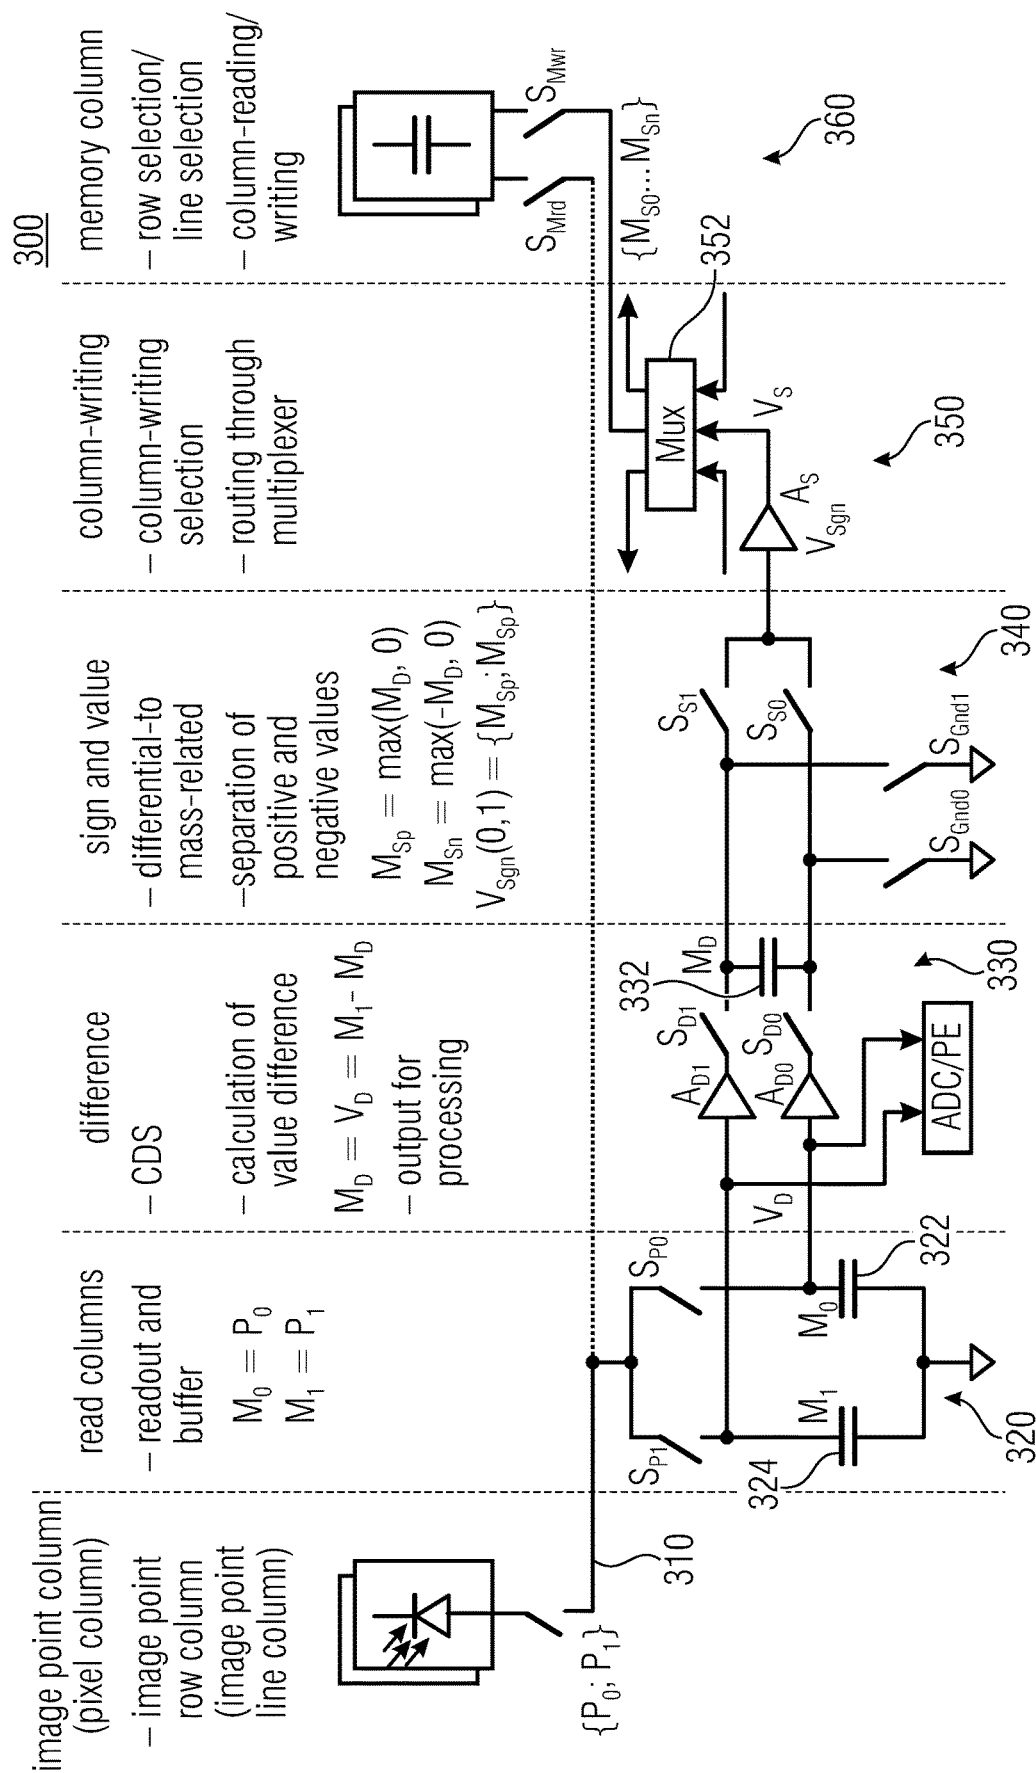 300
image point column
(pixel column)
– image point
row column
(image point
line column)
{P0; P1}
310
read columns
– readout and
buffer
M0 = P0
M1 = P1
SP1
SP0
M1
M0
324
322
320
difference
– CDS
– calculation of
value difference
MD = VD = M1- MD
– output for
processing
VD
AD1
SD1
AD0
SD0
MD
332
ADC/PE
330
sign and value
– differential-to
mass-related
–separation of
positive and
negative values
MSp = max(MD, 0)
MSn = max(-MD, 0)
VSgn(0,1) = {MSp; MSp}
SS1
SS0
SGnd0
SGnd1
340
column-writing
– column-writing
selection
– routing through
multiplexer
Mux
352
VS
AS
VSgn
350
memory column
– row selection/
line selection
– column-reading/
writing
SMrd
SMwr
{MS0... MSn}
360